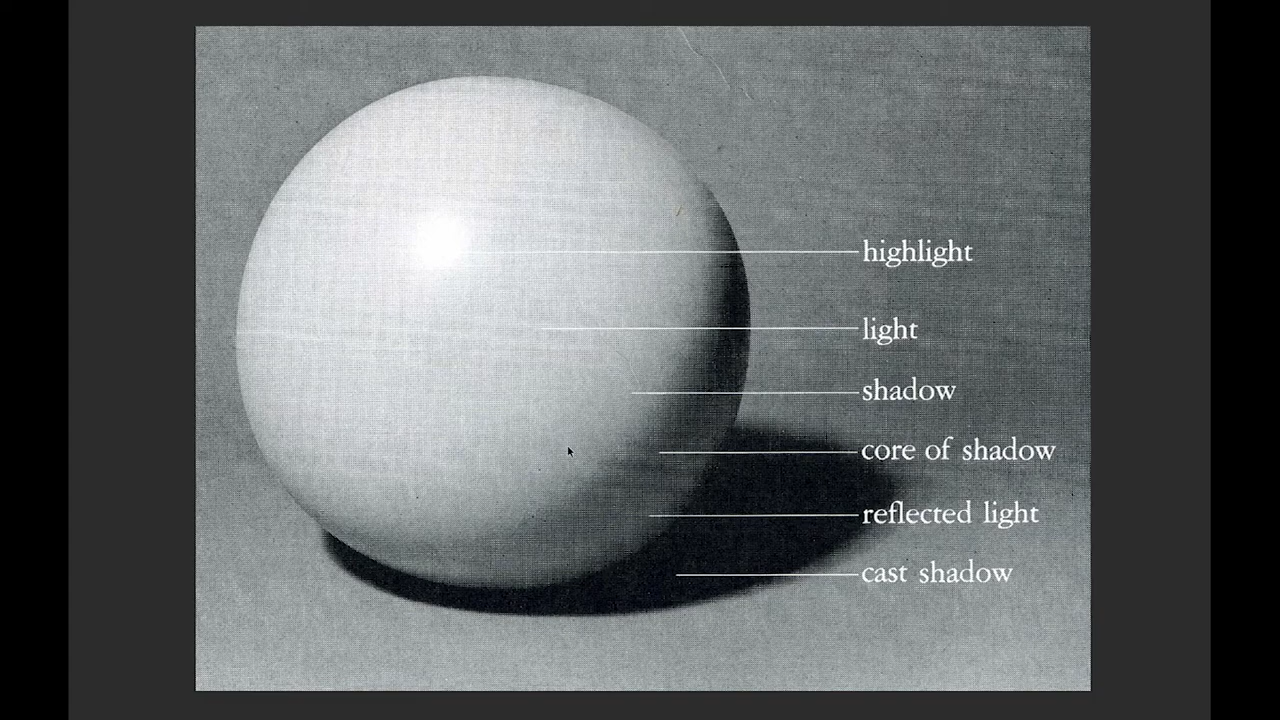 highlight
light
shadow
core of shadow
reflected light
cast shadow